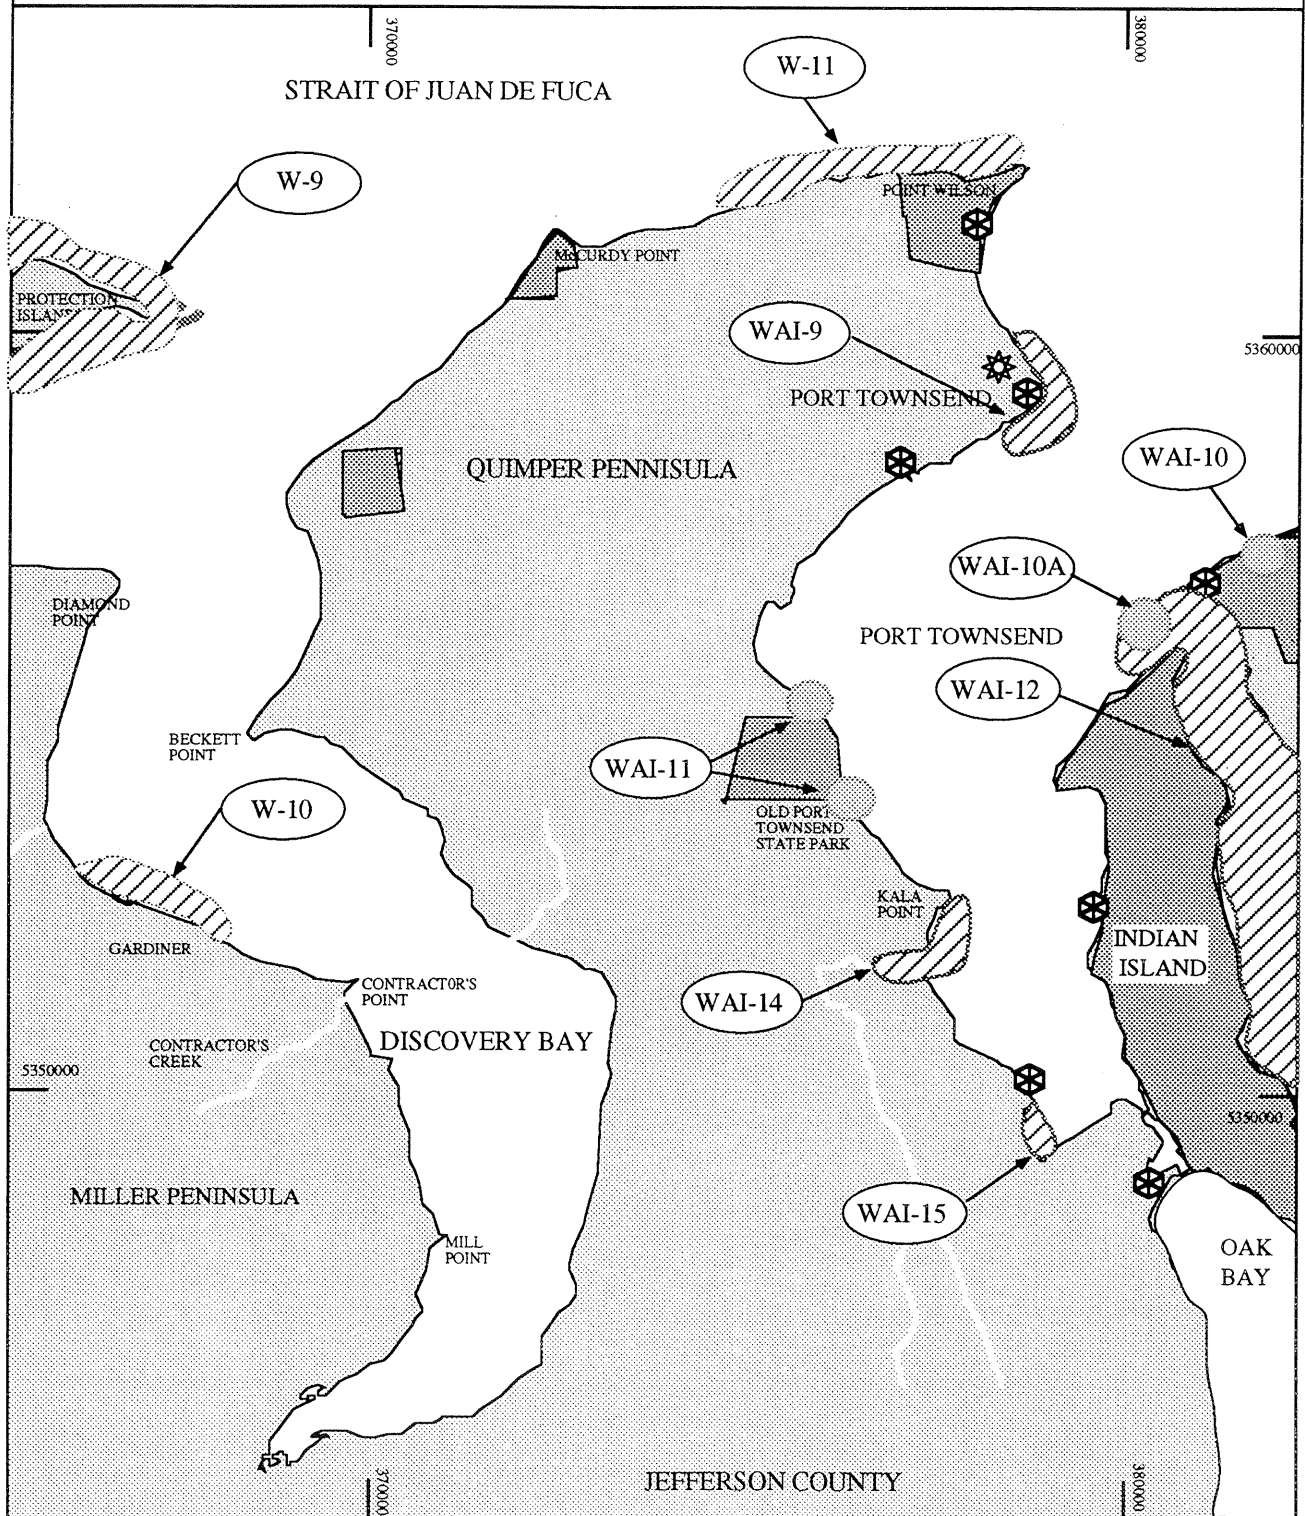 370000
380000
W-11
STRAIT OF JUAN DE FUCA
W-9
POINT WILSON
McCURDY POINT
PROTECTION
ISLAND
WAI-9
5360000
PORT TOWNSEND
WAI-10
QUIMPER PENNISULA
WAI-10A
DIAMOND
POINT
PORT TOWNSEND
WAI-12
BECKETT
POINT
WAI-11
W-10
OLD PORT
TOWNSEND
STATE PARK
KALA
POINT
GARDINER
INDIAN
ISLAND
CONTRACTOR'S
POINT
WAI-14
DISCOVERY BAY
CONTRACTOR'S
CREEK
5350000
5350000
MILLER PENINSULA
WAI-15
MILL
POINT
OAK
BAY
JEFFERSON COUNTY
370000
380000